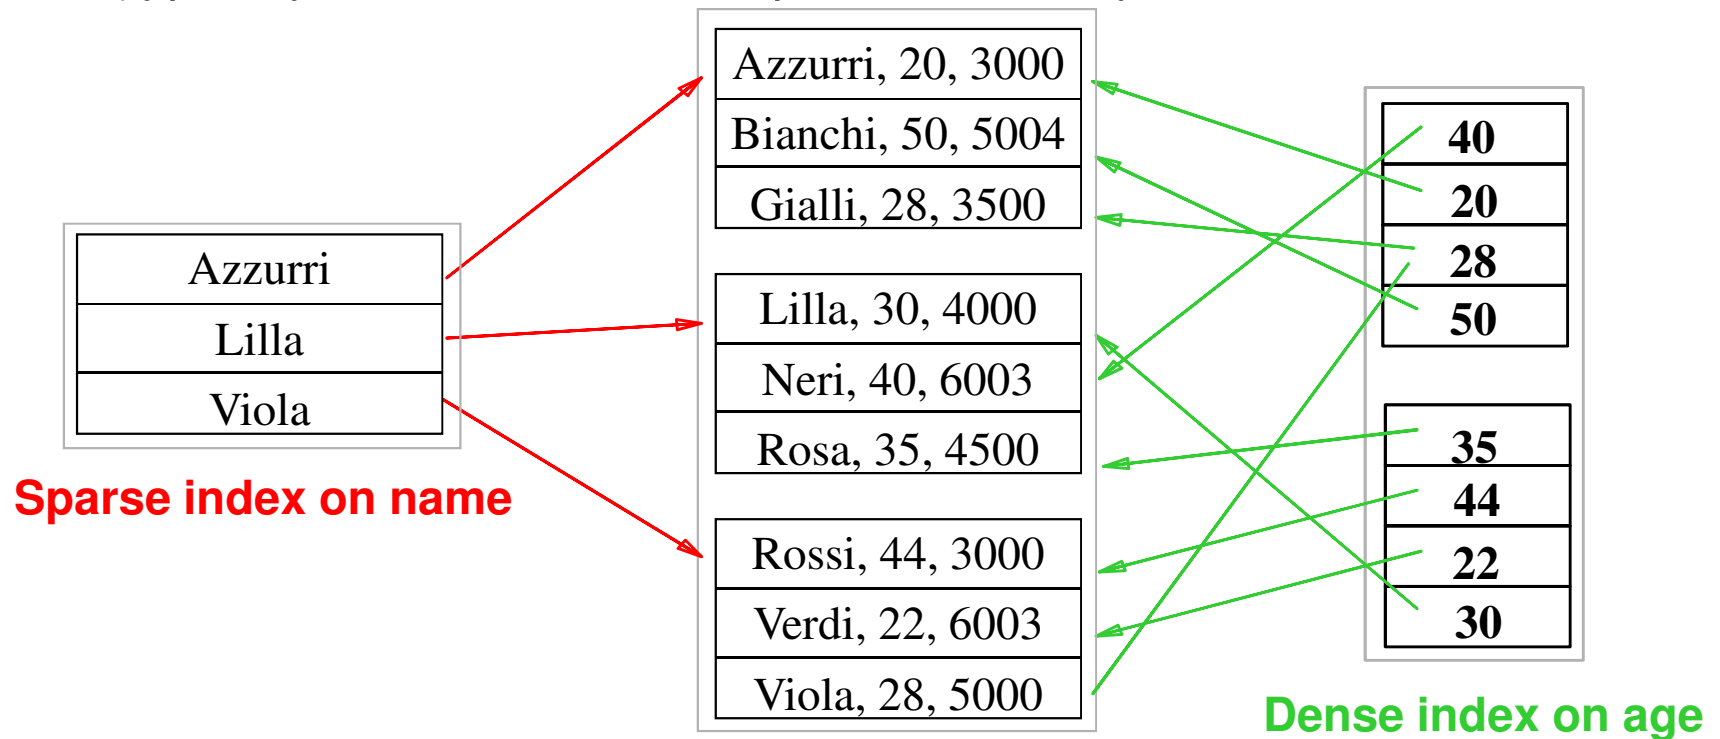 Azzurri
Lilla
Viola
Sparse index on name
Azzurri, 20, 3000
Bianchi, 50, 5004
Gialli, 28, 3500
Lilla, 30, 4000
Neri, 40, 6003
Rosa, 35, 4500
Rossi, 44, 3000
Verdi, 22, 6003
Viola, 28, 5000
40
20
28
50
35
44
22
30
Dense index on age